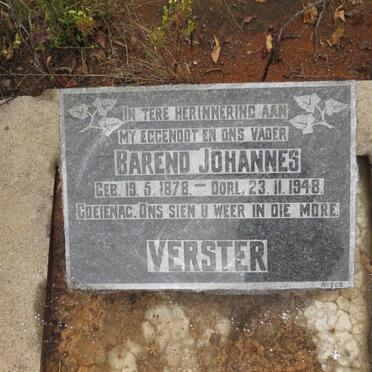 IN TERE HERINNERING AAN
MY EGGENOOT EN ONS VADER
BAREND JOHANNES
GEB. 19.5.1878. – OORL. 23.11.1948.
GOEIENAG. ONS SIEN U WEER IN DIE MÔRE.
VERSTER